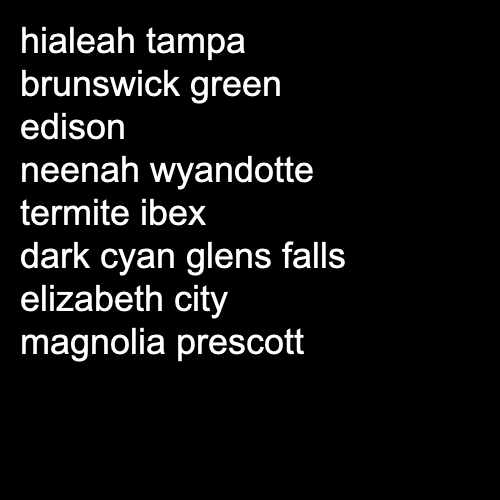 hialeah tampa
brunswick green
edison
neenah wyandotte
termite ibex
dark cyan glens falls
elizabeth city
magnolia prescott